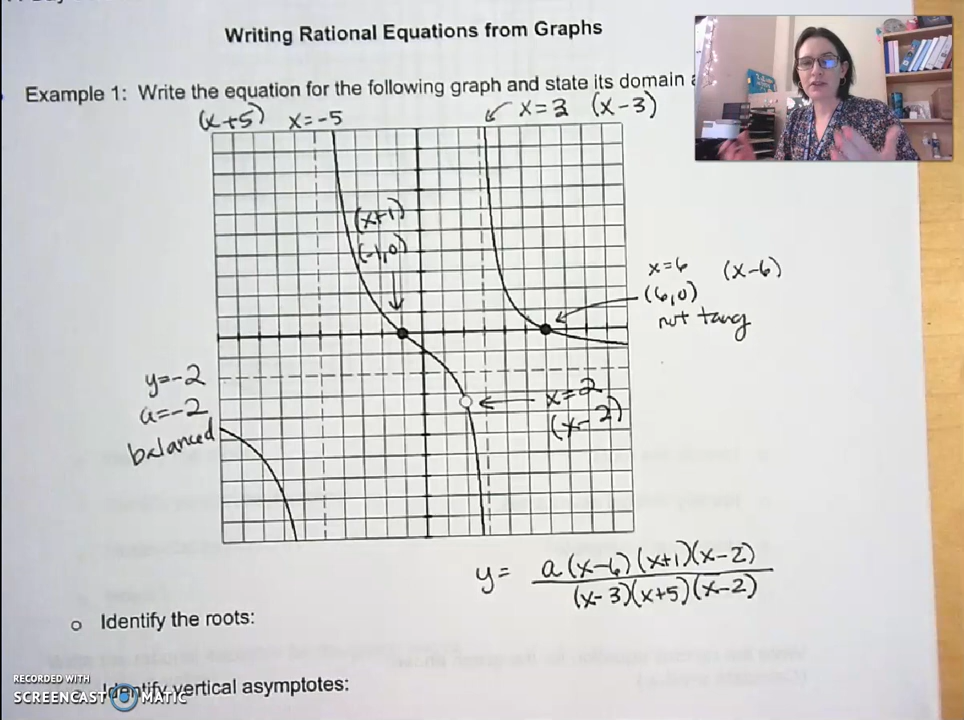 Writing Rational Equations from Graphs
Example 1: Write the equation for the following graph and state its domain
(x+5) x=-5
x=3 (x-3)
(x+1)
(-1,0)
x=6 (x-6)
(6,0)
not tang
y=-2
a=-2
balanced
x=2
(x-2)
y= a(x-6)(x+1)(x-2)
(x-3)(x+5)(x-2)
o Identify the roots:
Identify vertical asymptotes:
RECORDED WITH
SCREENCAST MATIC